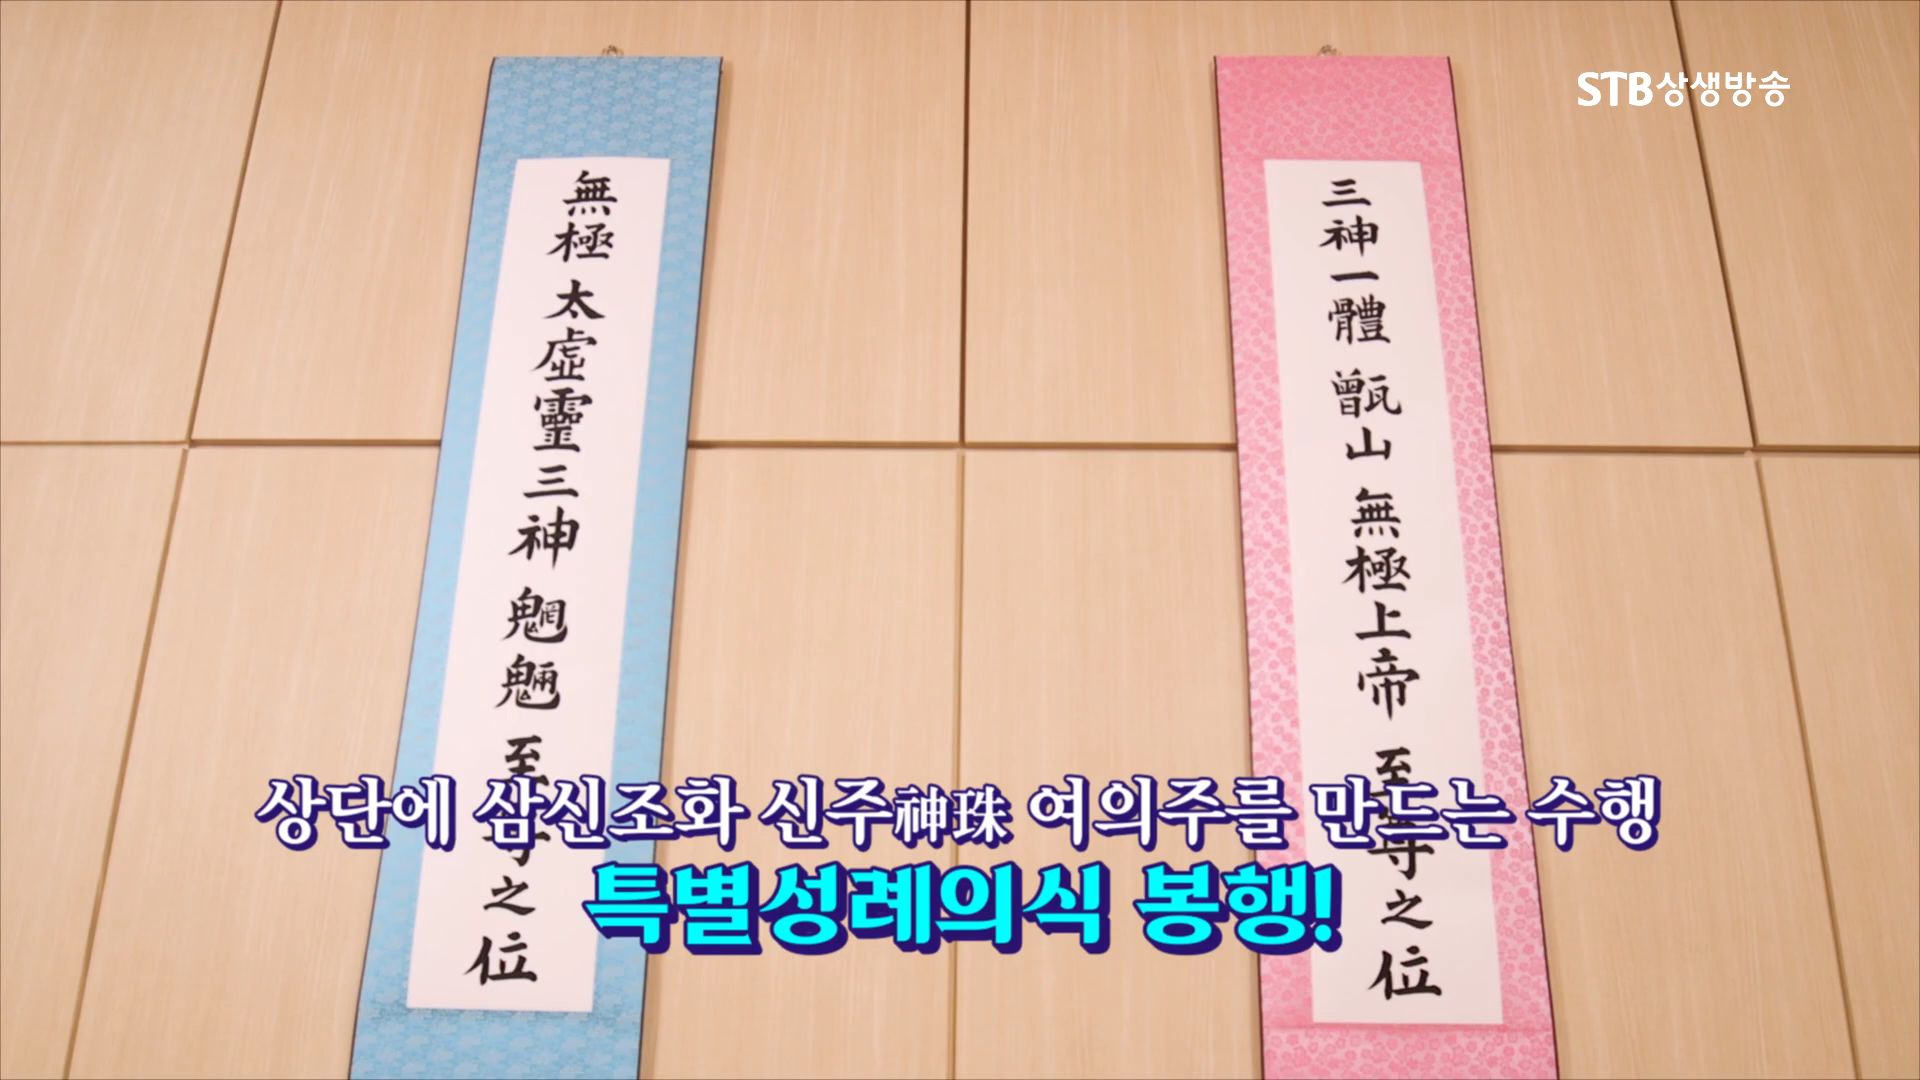 STB상생방송
無極 太虛靈三神 魍魎 至尊之位
三神一體 甑山 無極上帝 至尊之位
상단에 삼신조화 신주神珠 여의주를 만드는 수행
특별성례의식 봉행!